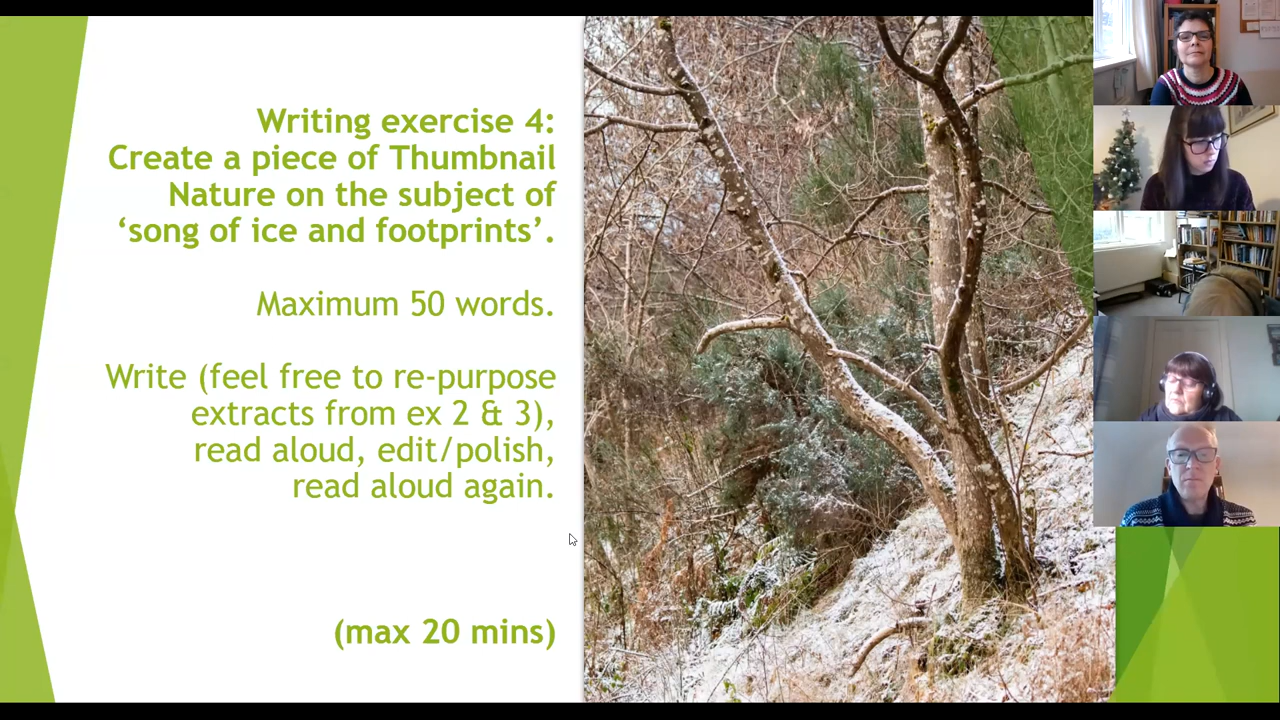 Writing exercise 4:
Create a piece of Thumbnail
Nature on the subject of
‘song of ice and footprints’.
Maximum 50 words.
Write (feel free to re-purpose
extracts from ex 2 & 3),
read aloud, edit/polish,
read aloud again.
(max 20 mins)